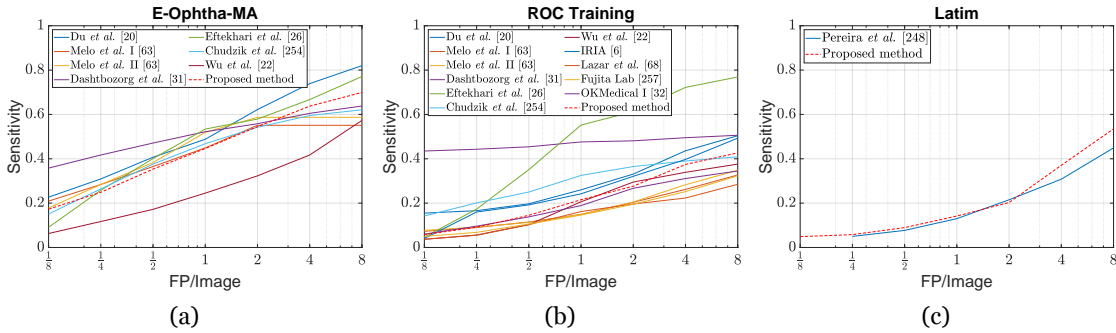 E-Ophtha-MA
Du et al. [20]
Melo et al. I [63]
Melo et al. II [63]
Dashtbozorg et al. [31]
Eftekhari et al. [26]
Chudzik et al. [254]
Wu et al. [22]
Proposed method
Sensitivity
1
0.8
0.6
0.4
0.2
0
1/8 1/4 1/2 1 2 4 8
FP/Image
(a)
ROC Training
Du et al. [20]
Melo et al. I [63]
Melo et al. II [63]
Dashtbozorg et al. [31]
Eftekhari et al. [26]
Chudzik et al. [254]
Wu et al. [22]
IRIA [6]
Lazar et al. [68]
Fujita Lab [257]
OKMedical I [32]
Proposed method
Sensitivity
1
0.8
0.6
0.4
0.2
0
1/8 1/4 1/2 1 2 4 8
FP/Image
(b)
Latim
Pereira et al. [248]
Proposed method
Sensitivity
1
0.8
0.6
0.4
0.2
0
1/8 1/4 1/2 1 2 4 8
FP/Image
(c)